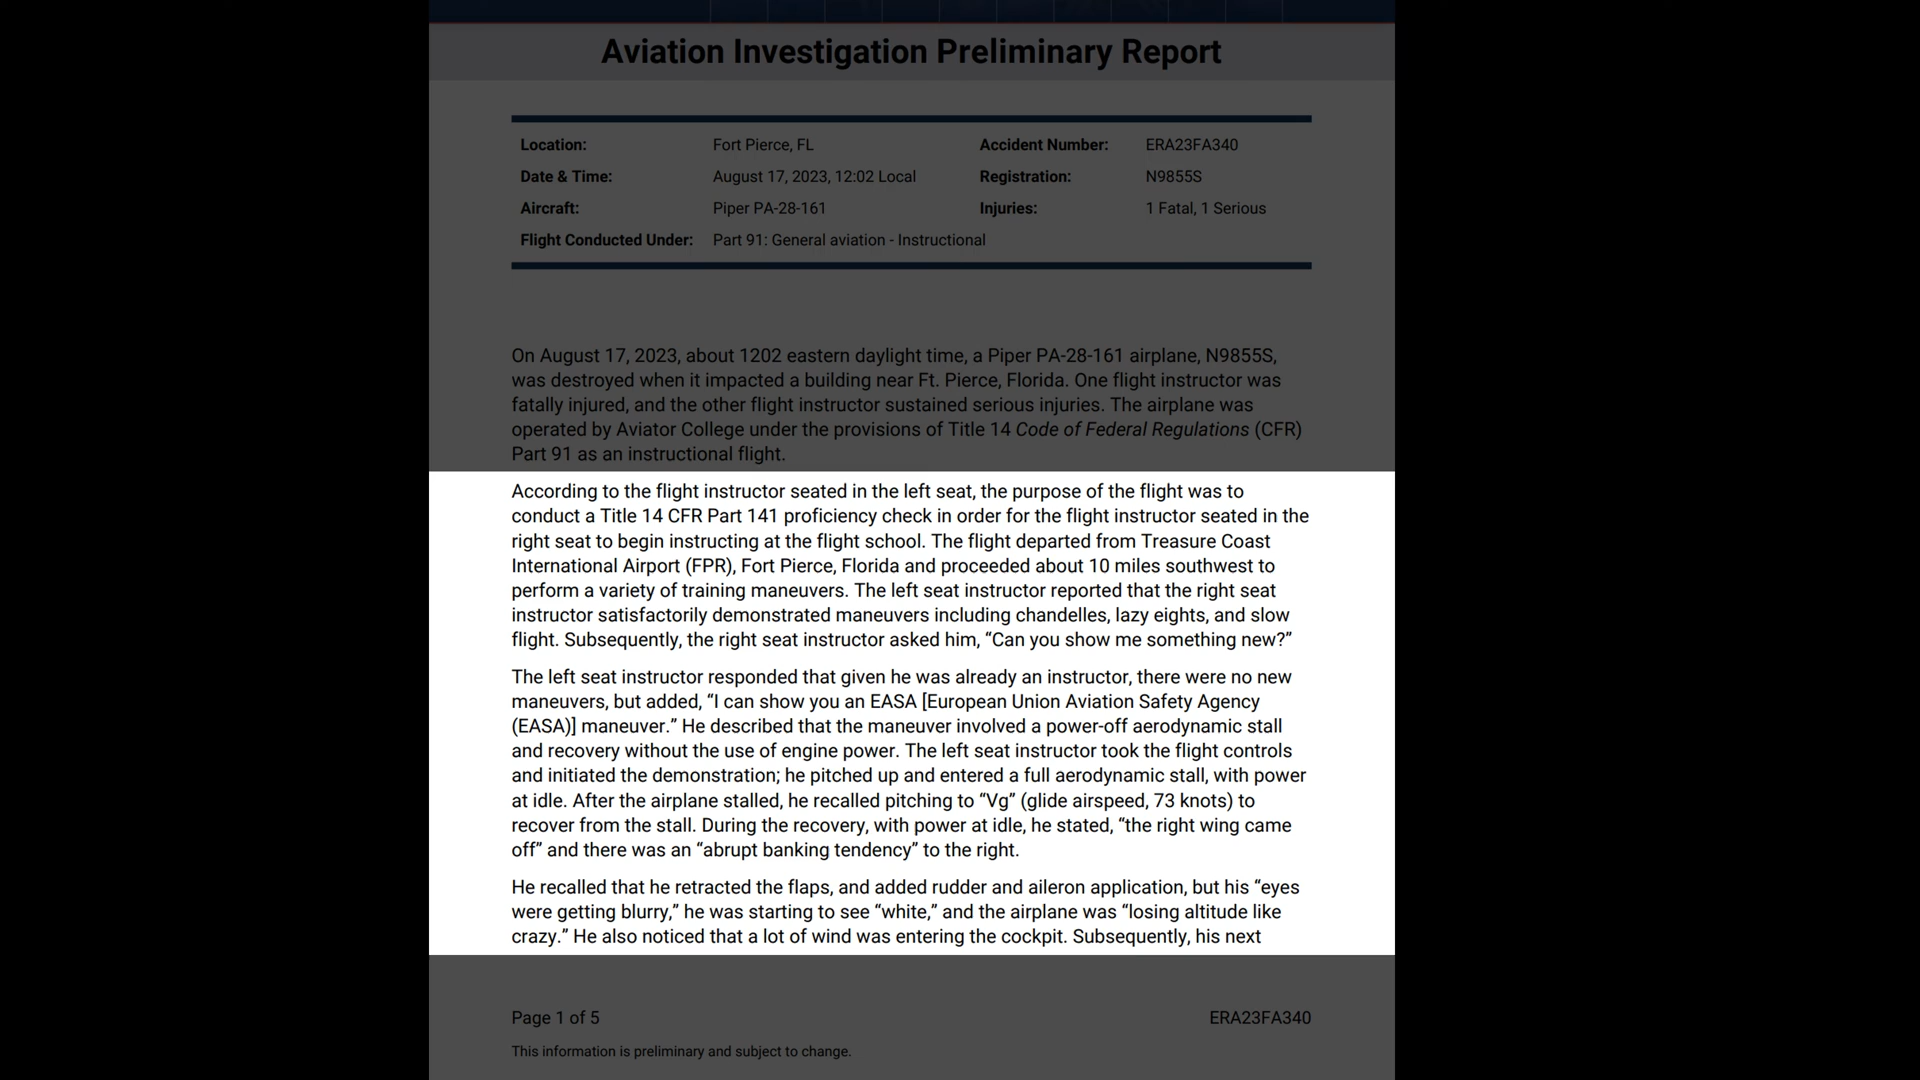 Aviation Investigation Preliminary Report
Location: Fort Pierce, FL Accident Number: ERA23FA340
Date & Time: August 17, 2023, 12:02 Local Registration: N9855S
Aircraft: Piper PA-28-161 Injuries: 1 Fatal, 1 Serious
Flight Conducted Under: Part 91: General aviation - Instructional
On August 17, 2023, about 1202 eastern daylight time, a Piper PA-28-161 airplane, N9855S,
was destroyed when it impacted a building near Ft. Pierce, Florida. One flight instructor was
fatally injured, and the other flight instructor sustained serious injuries. The airplane was
operated by Aviator College under the provisions of Title 14 Code of Federal Regulations (CFR)
Part 91 as an instructional flight.
According to the flight instructor seated in the left seat, the purpose of the flight was to
conduct a Title 14 CFR Part 141 proficiency check in order for the flight instructor seated in the
right seat to begin instructing at the flight school. The flight departed from Treasure Coast
International Airport (FPR), Fort Pierce, Florida and proceeded about 10 miles southwest to
perform a variety of training maneuvers. The left seat instructor reported that the right seat
instructor satisfactorily demonstrated maneuvers including chandelles, lazy eights, and slow
flight. Subsequently, the right seat instructor asked him, “Can you show me something new?”
The left seat instructor responded that given he was already an instructor, there were no new
maneuvers, but added, “I can show you an EASA [European Union Aviation Safety Agency
(EASA)] maneuver.” He described that the maneuver involved a power-off aerodynamic stall
and recovery without the use of engine power. The left seat instructor took the flight controls
and initiated the demonstration; he pitched up and entered a full aerodynamic stall, with power
at idle. After the airplane stalled, he recalled pitching to “Vg” (glide airspeed, 73 knots) to
recover from the stall. During the recovery, with power at idle, he stated, “the right wing came
off” and there was an “abrupt banking tendency” to the right.
He recalled that he retracted the flaps, and added rudder and aileron application, but his “eyes
were getting blurry,” he was starting to see “white,” and the airplane was “losing altitude like
crazy.” He also noticed that a lot of wind was entering the cockpit. Subsequently, his next
Page 1 of 5 ERA23FA340
This information is preliminary and subject to change.